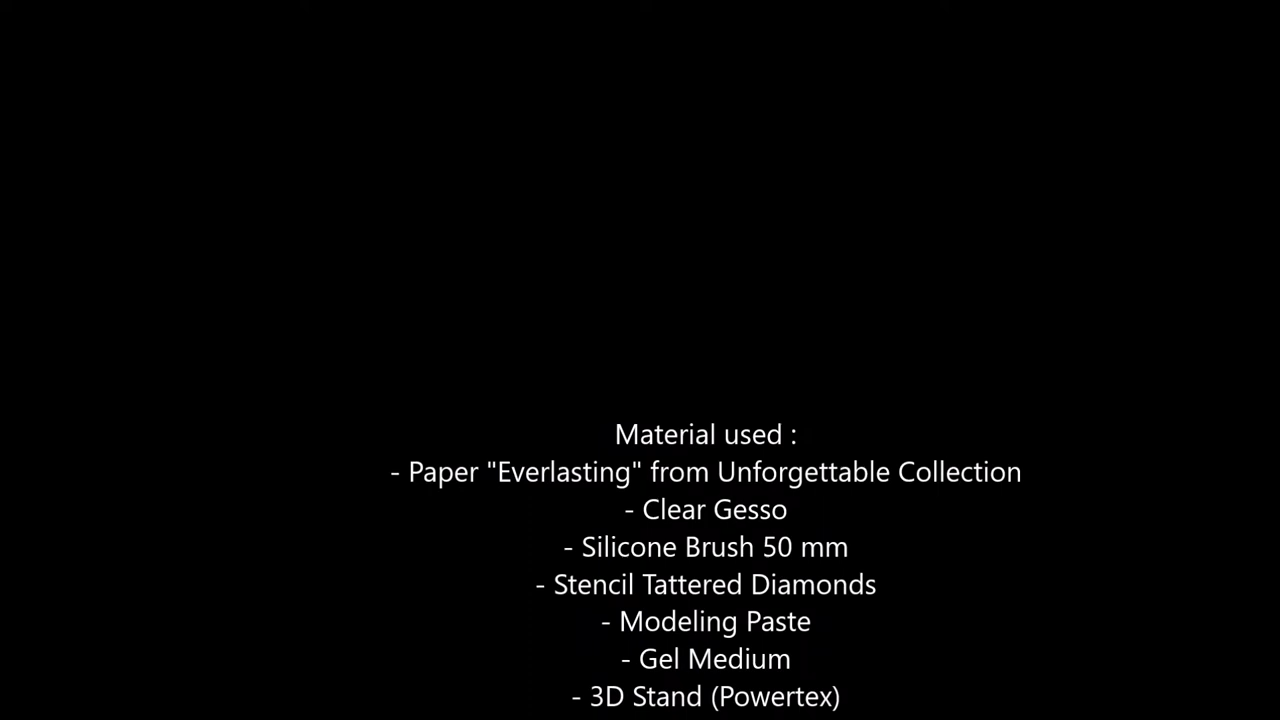 Material used :
- Paper "Everlasting" from Unforgettable Collection
- Clear Gesso
- Silicone Brush 50 mm
- Stencil Tattered Diamonds
- Modeling Paste
- Gel Medium
- 3D Stand (Powertex)